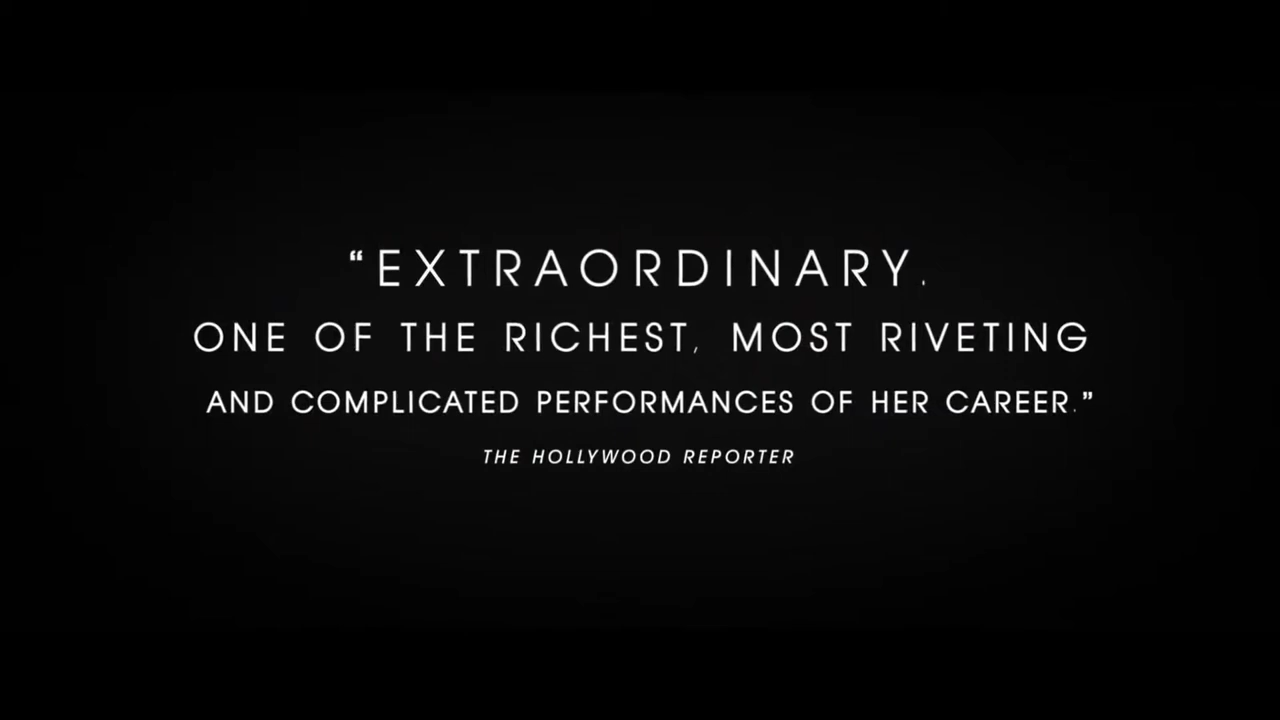 “EXTRAORDINARY.
ONE OF THE RICHEST, MOST RIVETING
AND COMPLICATED PERFORMANCES OF HER CAREER.”
THE HOLLYWOOD REPORTER